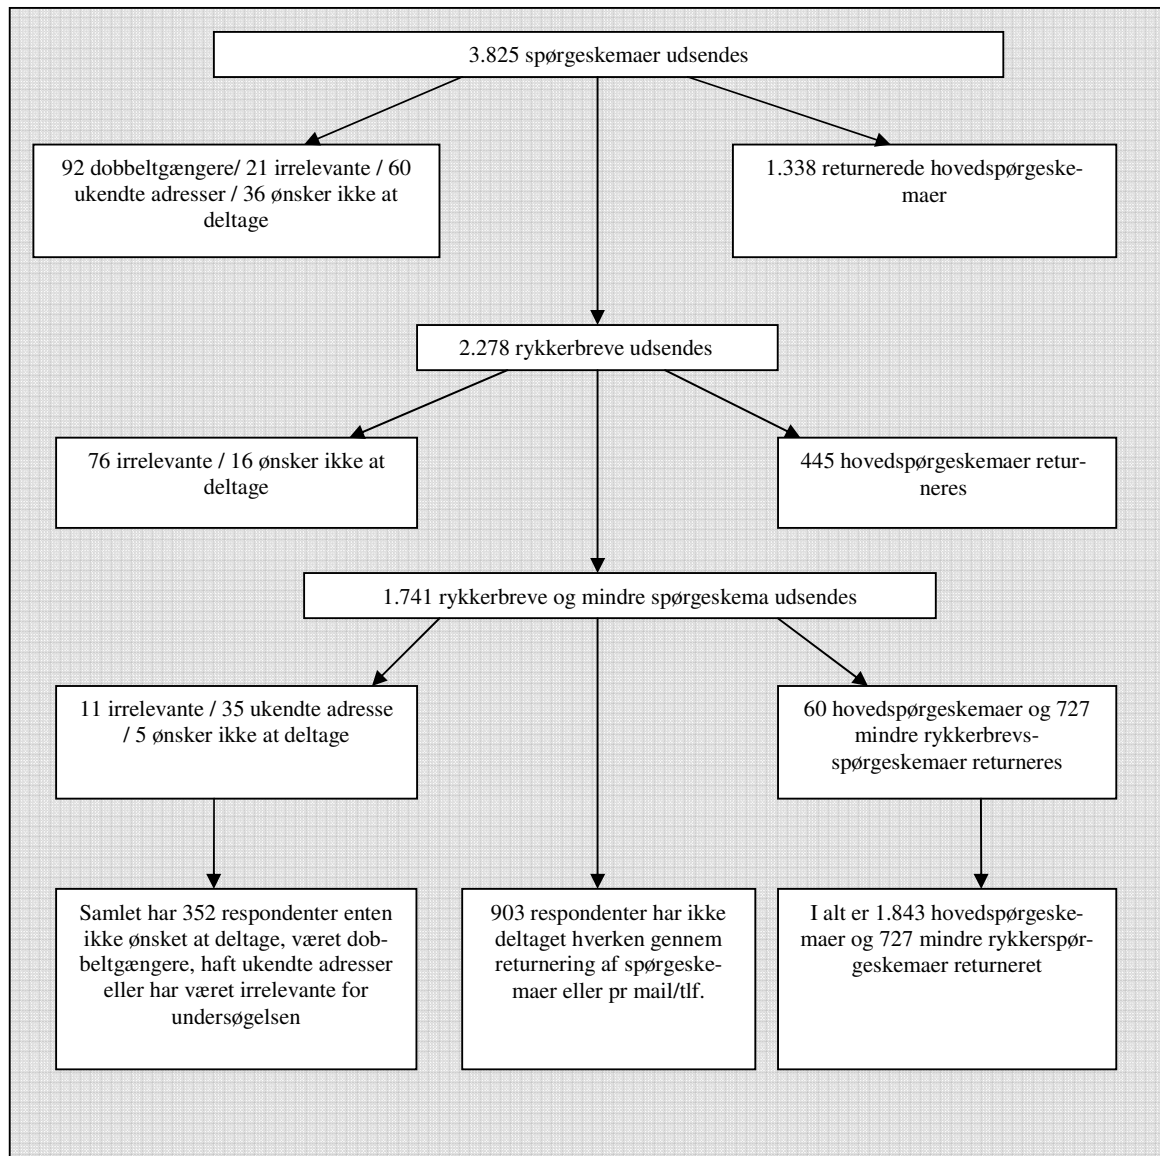 3.825 spørgeskemaer udsendes
92 dobbeltgængere/ 21 irrelevante / 60
ukendte adresser / 36 ønsker ikke at
deltage
1.338 returnerede hovedspørgeske-
maer
2.278 rykkerbreve udsendes
76 irrelevante / 16 ønsker ikke at
deltage
445 hovedspørgeskemaer retur-
neres
1.741 rykkerbreve og mindre spørgeskema udsendes
11 irrelevante / 35 ukendte adresse
/ 5 ønsker ikke at deltage
60 hovedspørgeskemaer og 727
mindre rykkerbrevs-
spørgeskemaer returneres
Samlet har 352 respondenter enten
ikke ønsket at deltage, været dob-
beltgængere, haft ukendte adresser
eller har været irrelevante for
undersøgelsen
903 respondenter har ikke
deltaget hverken gennem
returnering af spørgeske-
maer eller pr mail/tlf.
I alt er 1.843 hovedspørgeske-
maer og 727 mindre rykkerspør-
geskemaer returneret